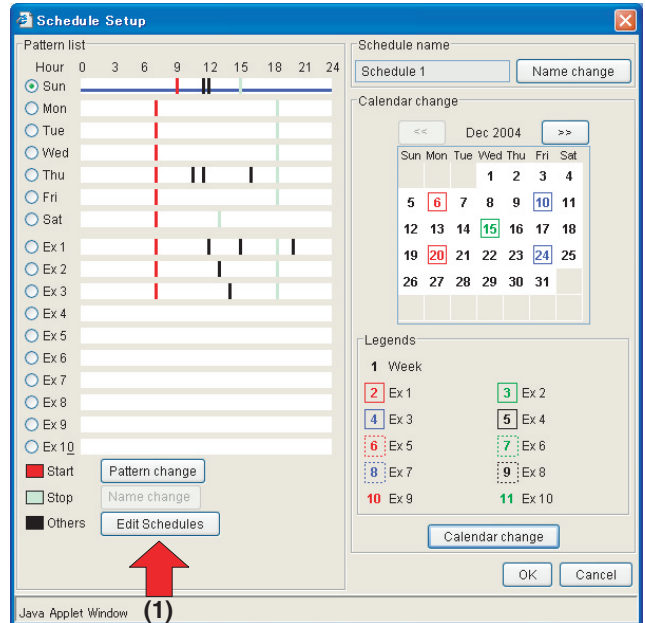 Schedule Setup
Pattern list
Hour 0 3 6 9 12 15 18 21 24
Sun
Mon
Tue
Wed
Thu
Fri
Sat
Ex 1
Ex 2
Ex 3
Ex 4
Ex 5
Ex 6
Ex 7
Ex 8
Ex 9
Ex 10
Start
Pattern change
Stop
Name change
Others
Edit Schedules
Schedule name
Schedule 1
Name change
Calendar change
<< Dec 2004 >>
Sun Mon Tue Wed Thu Fri Sat
1 2 3 4
5 6 7 8 9 10 11
12 13 14 15 16 17 18
19 20 21 22 23 24 25
26 27 28 29 30 31
Legends
1 Week
2 Ex 1
3 Ex 2
4 Ex 3
5 Ex 4
6 Ex 5
7 Ex 6
8 Ex 7
9 Ex 8
10 Ex 9
11 Ex 10
Calendar change
OK
Cancel
Java Applet Window
(1)